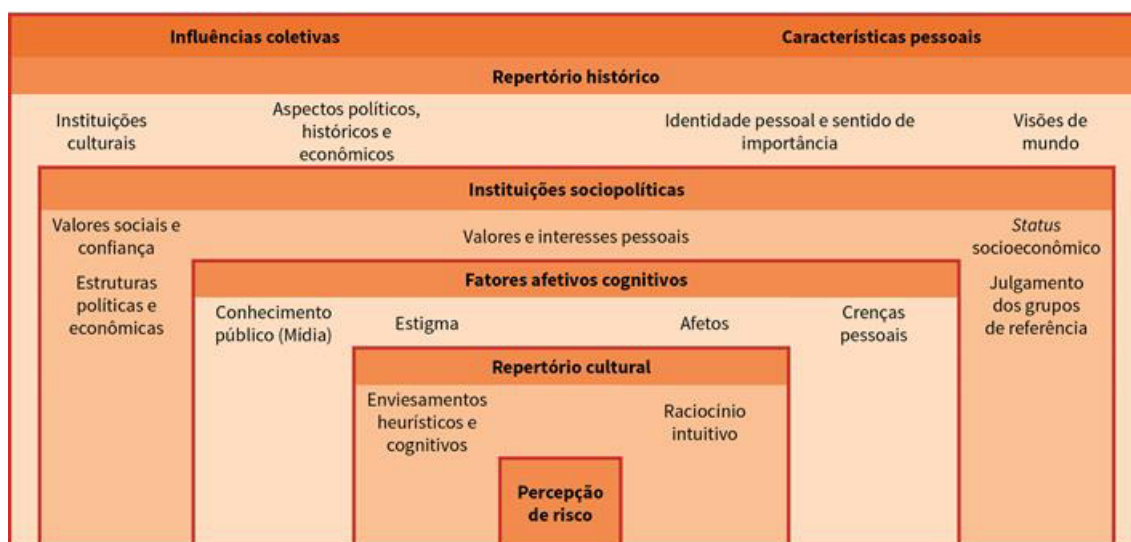 Influências coletivas
Características pessoais
Repertório histórico
Instituições
culturais
Aspectos políticos,
históricos e
econômicos
Identidade pessoal e sentido de
importância
Visões de
mundo
Instituições sociopolíticas
Valores sociais e
confiança
Valores e interesses pessoais
Status
socioeconômico
Estruturas
políticas e
econômicas
Fatores afetivos cognitivos
Julgamento
dos grupos
de referência
Conhecimento
público (Mídia)
Estigma
Afetos
Crenças
pessoais
Repertório cultural
Enviesamentos
heurísticos e
cognitivos
Raciocínio
intuitivo
Percepção
de risco